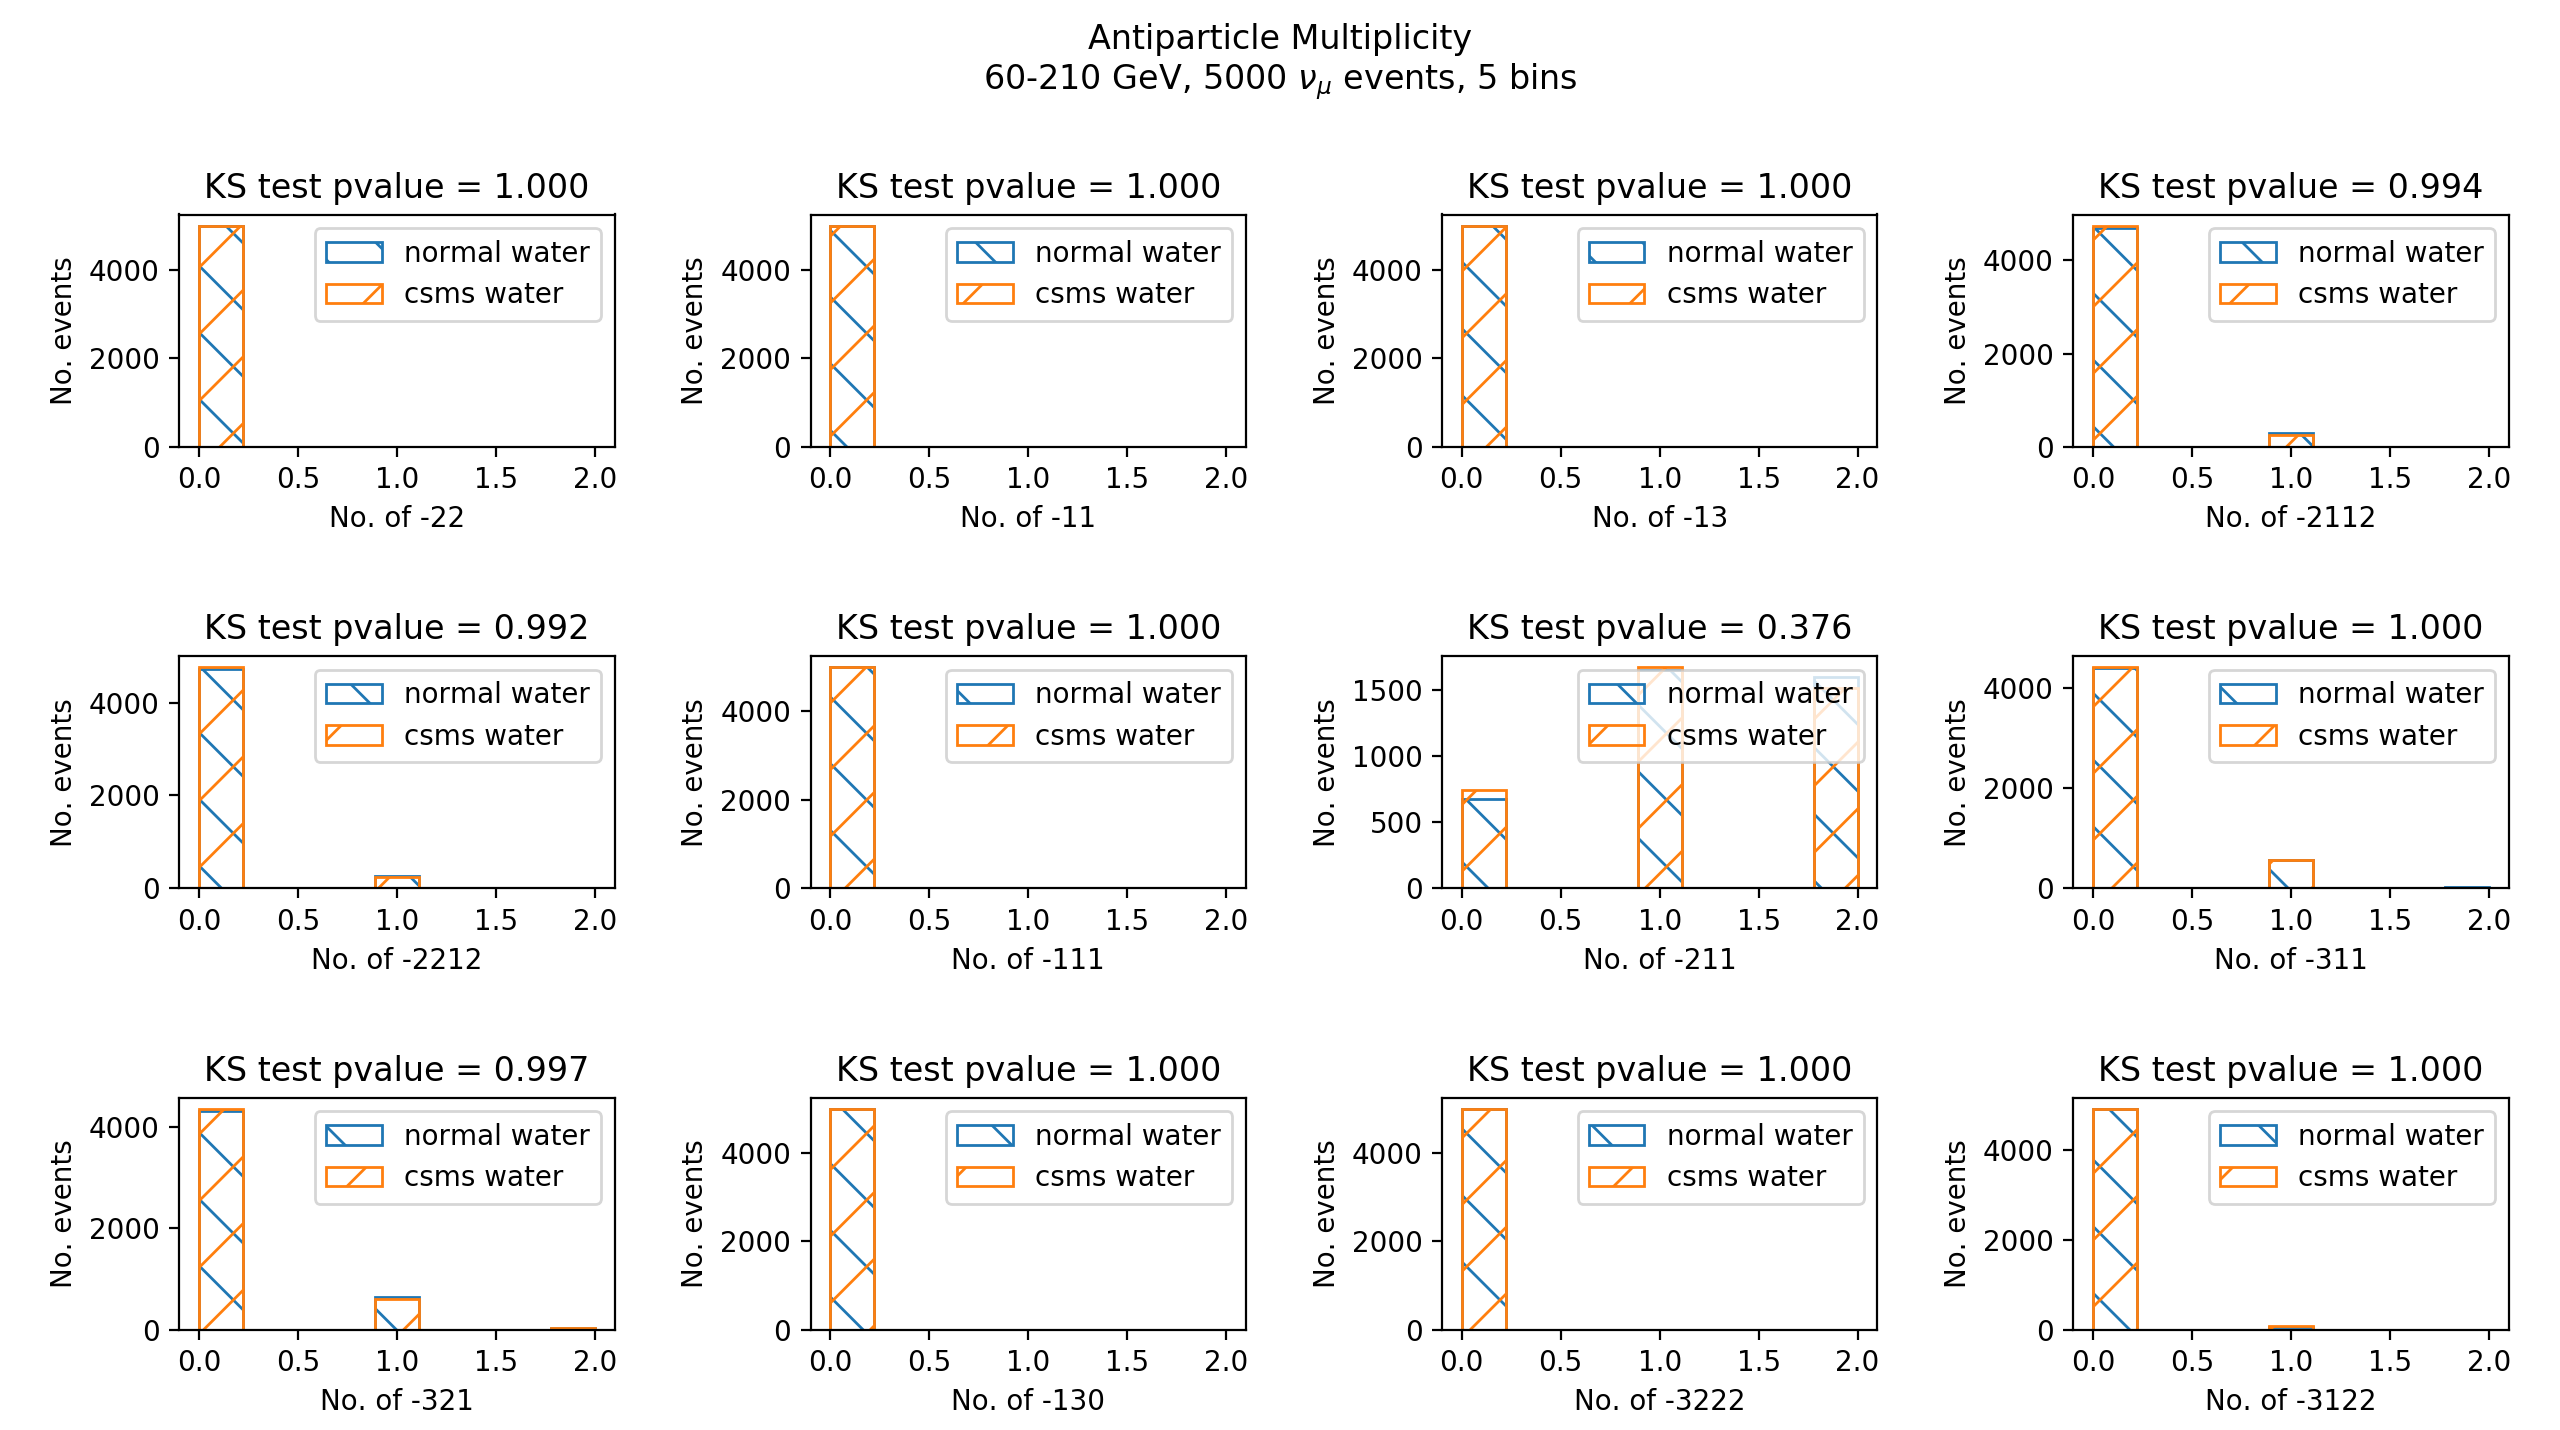 Antiparticle Multiplicity
60-210 GeV, 5000 νμ events, 5 bins
KS test pvalue = 1.000
No. events
4000
2000
0
normal water
csms water
0.0 0.5 1.0 1.5 2.0
No. of -22
KS test pvalue = 1.000
No. events
4000
2000
0
normal water
csms water
0.0 0.5 1.0 1.5 2.0
No. of -11
KS test pvalue = 1.000
No. events
4000
2000
0
normal water
csms water
0.0 0.5 1.0 1.5 2.0
No. of -13
KS test pvalue = 0.994
No. events
4000
2000
0
normal water
csms water
0.0 0.5 1.0 1.5 2.0
No. of -2112
KS test pvalue = 0.992
No. events
4000
2000
0
normal water
csms water
0.0 0.5 1.0 1.5 2.0
No. of -2212
KS test pvalue = 1.000
No. events
4000
2000
0
normal water
csms water
0.0 0.5 1.0 1.5 2.0
No. of -111
KS test pvalue = 0.376
No. events
1500
1000
500
0
normal water
csms water
0.0 0.5 1.0 1.5 2.0
No. of -211
KS test pvalue = 1.000
No. events
4000
2000
0
normal water
csms water
0.0 0.5 1.0 1.5 2.0
No. of -311
KS test pvalue = 0.997
No. events
4000
2000
0
normal water
csms water
0.0 0.5 1.0 1.5 2.0
No. of -321
KS test pvalue = 1.000
No. events
4000
2000
0
normal water
csms water
0.0 0.5 1.0 1.5 2.0
No. of -130
KS test pvalue = 1.000
No. events
4000
2000
0
normal water
csms water
0.0 0.5 1.0 1.5 2.0
No. of -3222
KS test pvalue = 1.000
No. events
4000
2000
0
normal water
csms water
0.0 0.5 1.0 1.5 2.0
No. of -3122